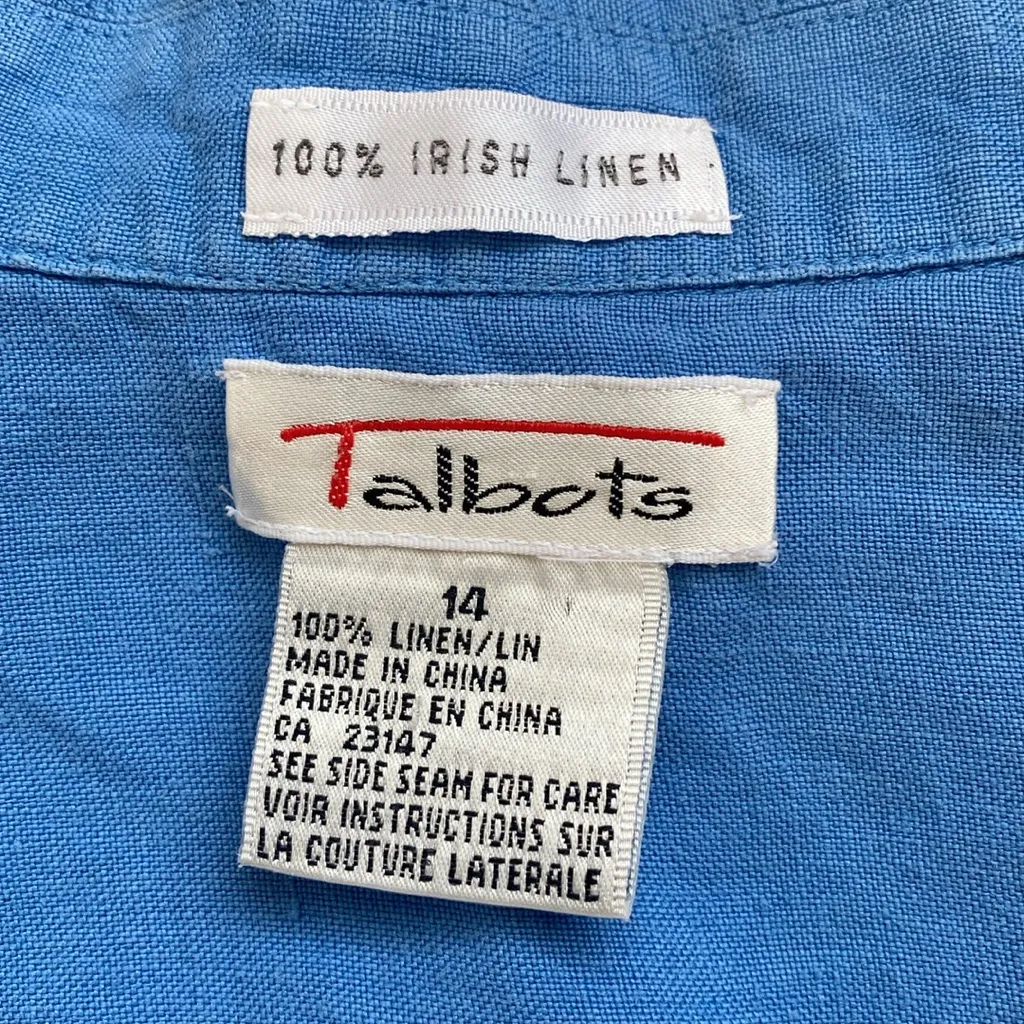 100% IRISH LINEN
Talbots
14
100% LINEN/LIN
MADE IN CHINA
FABRIQUE EN CHINA
CA 23147
SEE SIDE SEAM FOR CARE
VOIR INSTRUCTIONS SUR
LA COUTURE LATERALE